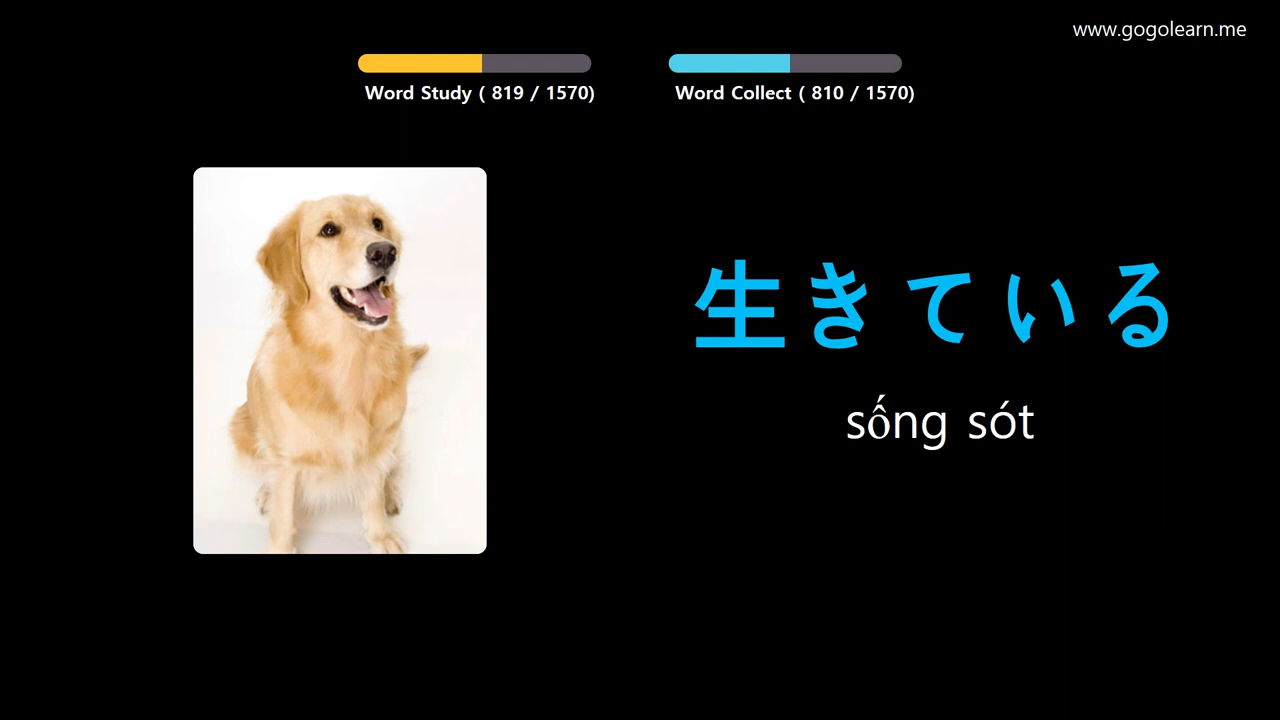 www.gogolearn.me
Word Study ( 819 / 1570)
Word Collect ( 810 / 1570)
生きている
sống sót